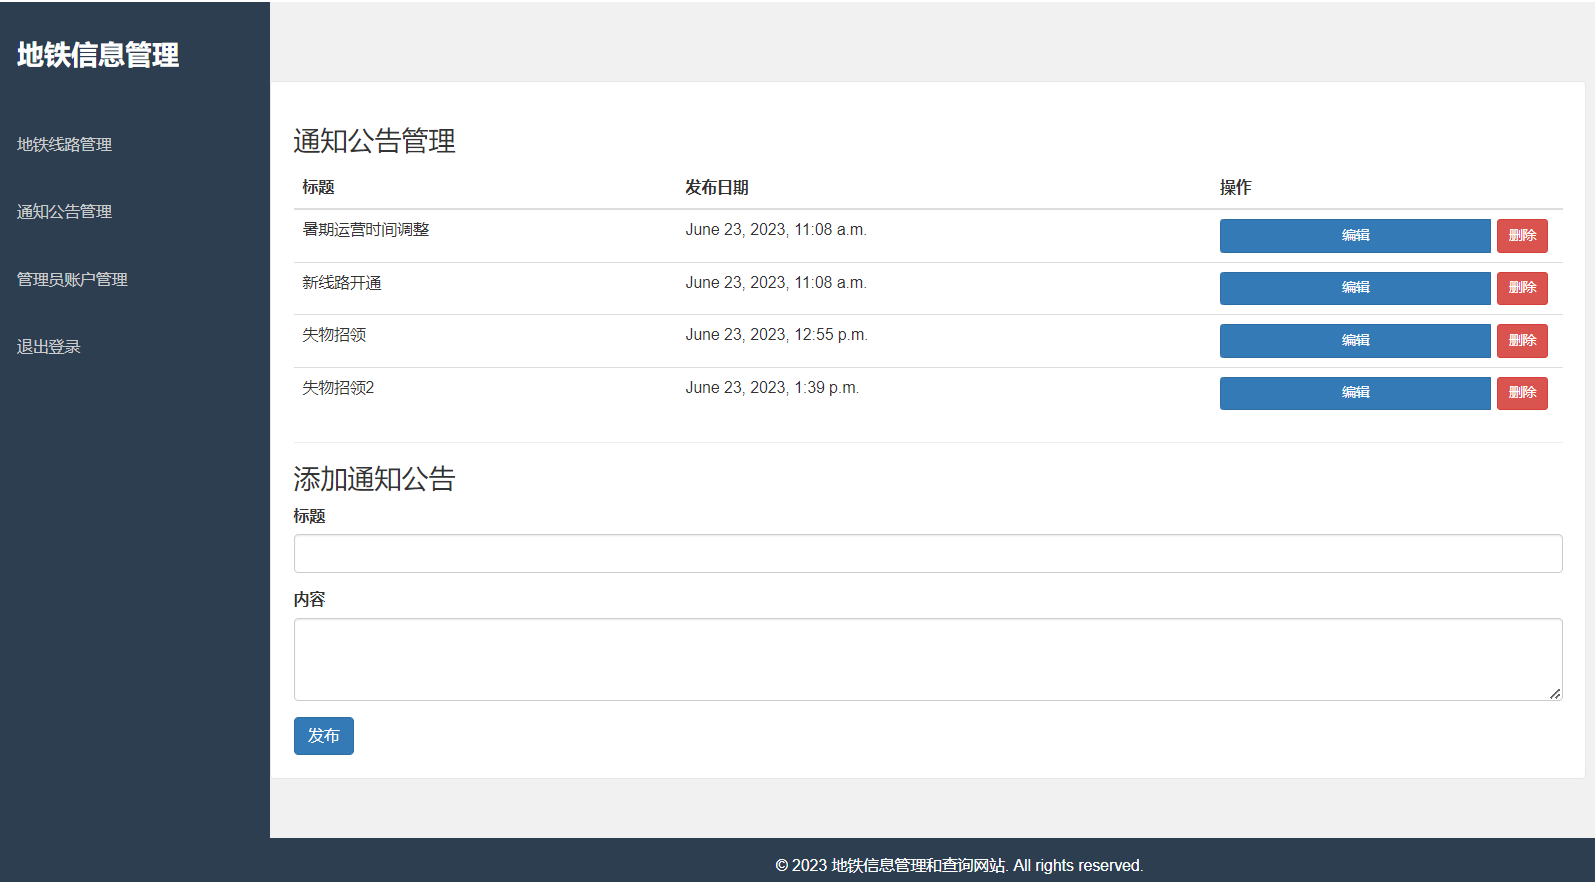 地铁信息管理
地铁线路管理
通知公告管理
管理员账户管理
退出登录
通知公告管理
标题 发布日期 操作
暑期运营时间调整 June 23, 2023, 11:08 a.m. 编辑 删除
新线路开通 June 23, 2023, 11:08 a.m. 编辑 删除
失物招领 June 23, 2023, 12:55 p.m. 编辑 删除
失物招领2 June 23, 2023, 1:39 p.m. 编辑 删除
添加通知公告
标题
内容
发布
© 2023 地铁信息管理和查询网站. All rights reserved.